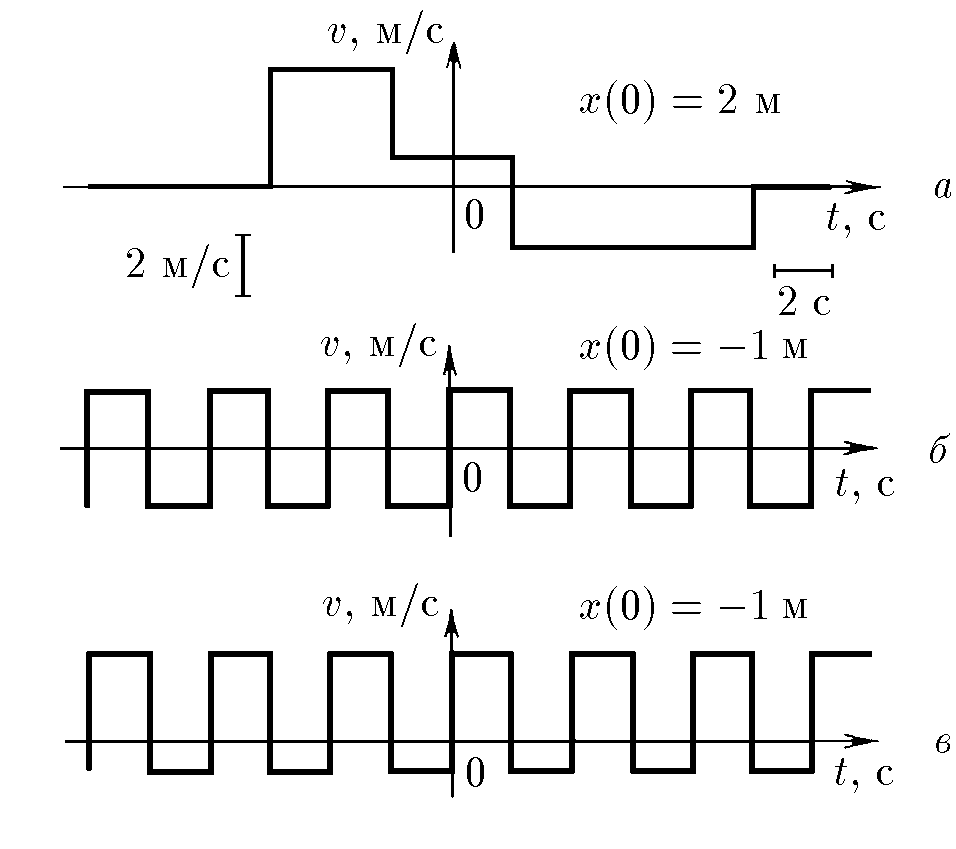 v, м/с
x(0) = 2 м
0
t, с
а
2 м/с
2 с
v, м/с
x(0) = −1 м
0
t, с
б
v, м/с
x(0) = −1 м
0
t, с
в